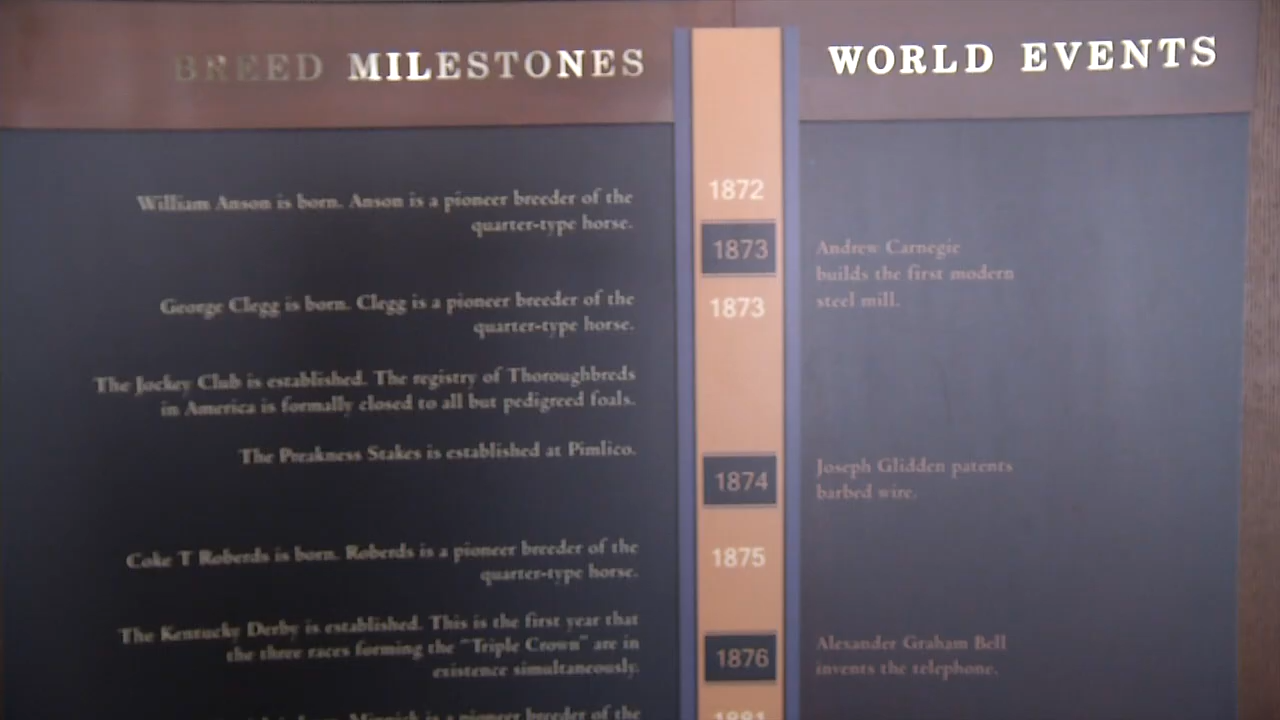 BREED MILESTONES
WORLD EVENTS
1872
William Anson is born. Anson is a pioneer breeder of the
quarter-type horse.
1873
Andrew Carnegie
builds the first modern
steel mill.
1873
George Clegg is born. Clegg is a pioneer breeder of the
quarter-type horse.
The Jockey Club is established. The registry of Thoroughbreds
in America is formally closed to all but pedigreed foals.
The Preakness Stakes is established at Pimlico.
1874
Joseph Glidden patents
barbed wire.
1875
Coke T Roberds is born. Roberds is a pioneer breeder of the
quarter-type horse.
The Kentucky Derby is established. This is the first year that
the three races forming the "Triple Crown" are in
existence simultaneously.
1876
Alexander Graham Bell
invents the telephone.
is a pioneer breeder of the
1881